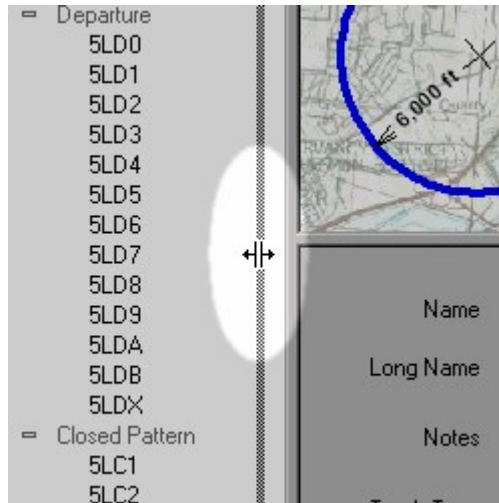 Departure
5LD0
5LD1
5LD2
5LD3
5LD4
5LD5
5LD6
5LD7
5LD8
5LD9
5LDA
5LDB
5LDX
Closed Pattern
5LC1
5LC2
6,000 ft
County
Name
Long Name
Notes